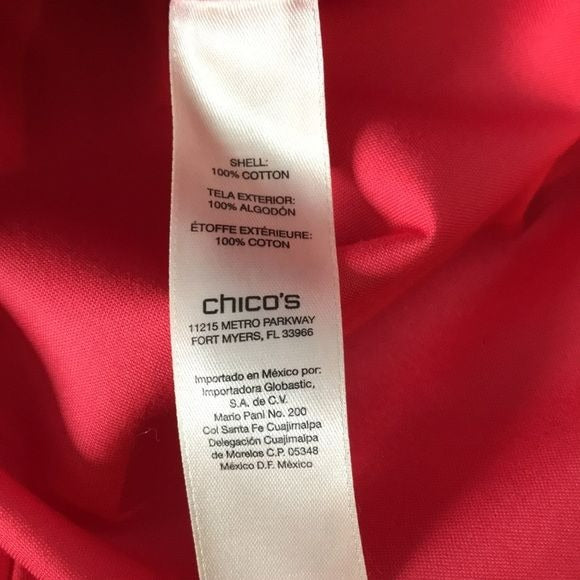 SHELL:
100% COTTON
TELA EXTERIOR:
100% ALGODÓN
ÉTOFFE EXTÉRIEURE:
100% COTON
chico's
11215 METRO PARKWAY
FORT MYERS, FL 33966
Importado en México por:
Importadora Globastic,
S.A. de C.V.
Mario Pani No. 200
Col Santa Fe Cuajimalpa
Delegación Cuajimalpa
de Morelos C.P. 05348
México D.F. México